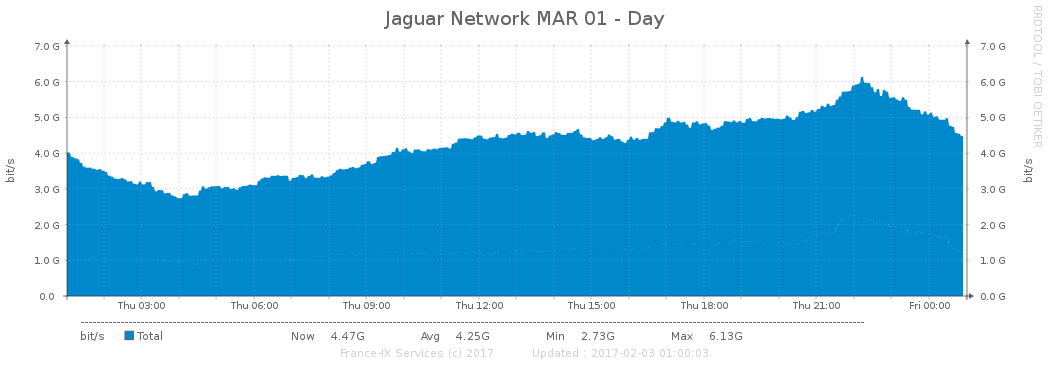 Jaguar Network MAR 01 - Day
RRDTOOL / TOBI OETIKER
7.0 G 7.0 G
6.0 G 6.0 G
5.0 G 5.0 G
4.0 G 4.0 G
3.0 G 3.0 G
2.0 G 2.0 G
1.0 G 1.0 G
0.0 0.0 G
bit/s bit/s
Thu 03:00 Thu 06:00 Thu 09:00 Thu 12:00 Thu 15:00 Thu 18:00 Thu 21:00 Fri 00:00
bit/s Total Now 4.47G Avg 4.25G Min 2.73G Max 6.13G
France-IX Services (c) 2017 Updated : 2017-02-03 01:00:03